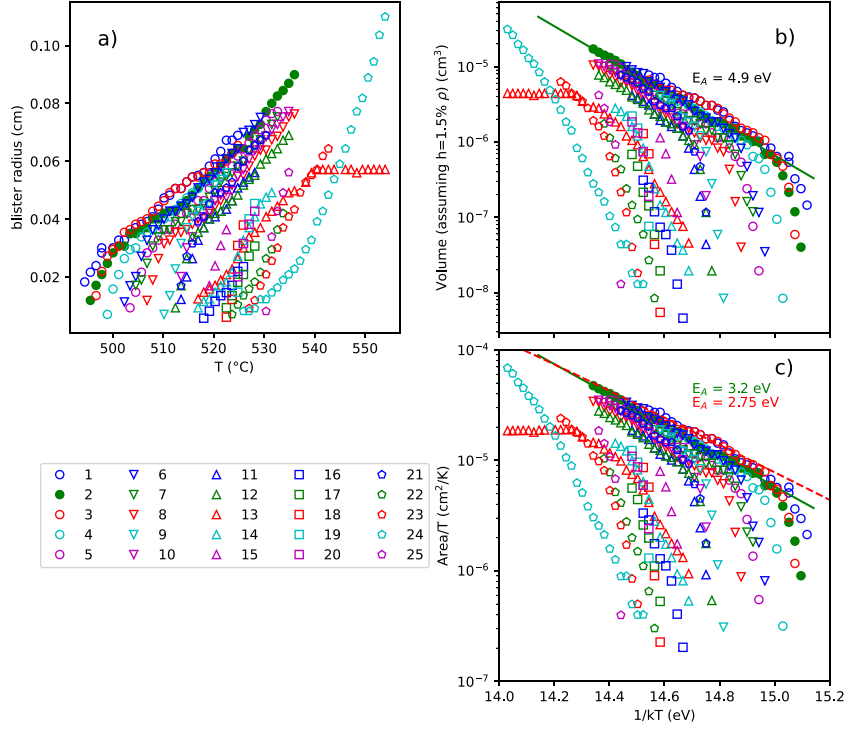 a)
0.10
0.08
0.06
0.04
0.02
blister radius (cm)
500 510 520 530 540 550
T (°C)
b)
E_A = 4.9 eV
10⁻⁵
10⁻⁶
10⁻⁷
10⁻⁸
Volume (assuming h=1.5% p) (cm³)
c)
E_A = 3.2 eV
E_A = 2.75 eV
10⁻⁴
10⁻⁵
10⁻⁶
10⁻⁷
Area/T (cm²/K)
14.0 14.2 14.4 14.6 14.8 15.0 15.2
1/kT (eV)
1 6 11 16 21
2 7 12 17 22
3 8 13 18 23
4 9 14 19 24
5 10 15 20 25